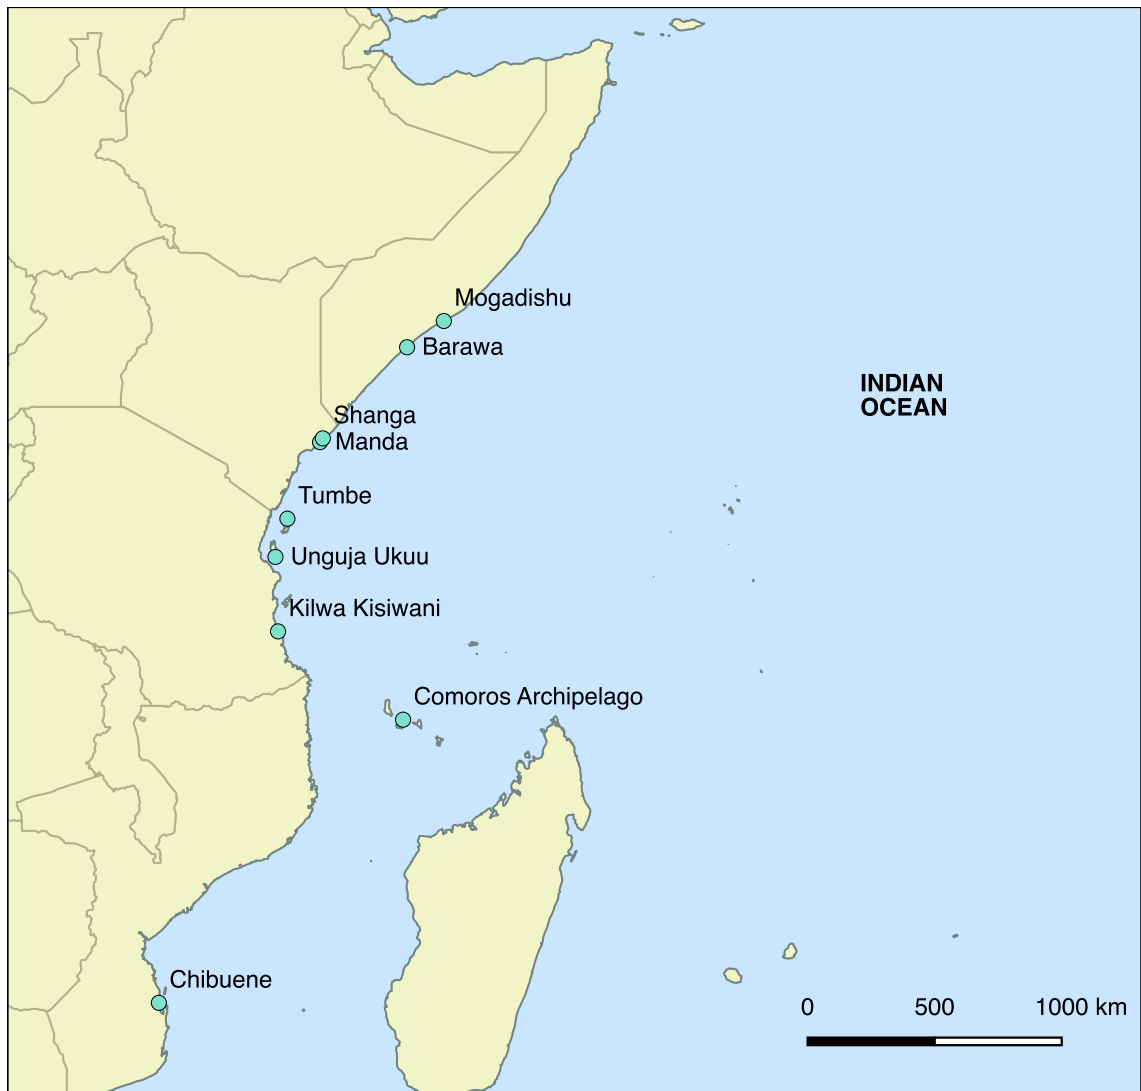 Mogadishu
Barawa
INDIAN
OCEAN
Shanga
Manda
Tumbe
Unguja Ukuu
Kilwa Kisiwani
Comoros Archipelago
Chibuene
0 500 1000 km